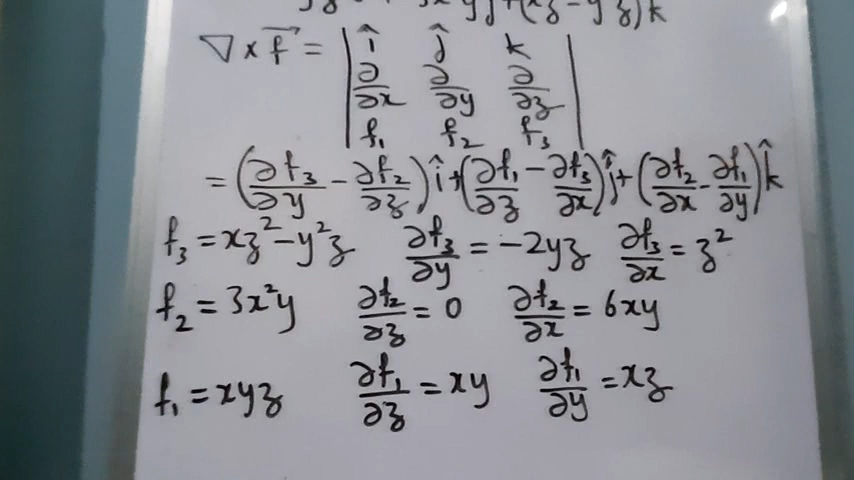 ∇ × f⃗ = | î ĵ k
∂/∂x ∂/∂y ∂/∂z
f₁ f₂ f₃ |
= (∂f₃/∂y − ∂f₂/∂z) î + (∂f₁/∂z − ∂f₃/∂x) ĵ + (∂f₂/∂x − ∂f₁/∂y) k̂
f₃ = xz² − y²z ∂f₃/∂y = −2yz ∂f₃/∂x = z²
f₂ = 3x²y ∂f₂/∂z = 0 ∂f₂/∂x = 6xy
f₁ = xyz ∂f₁/∂z = xy ∂f₁/∂y = xz